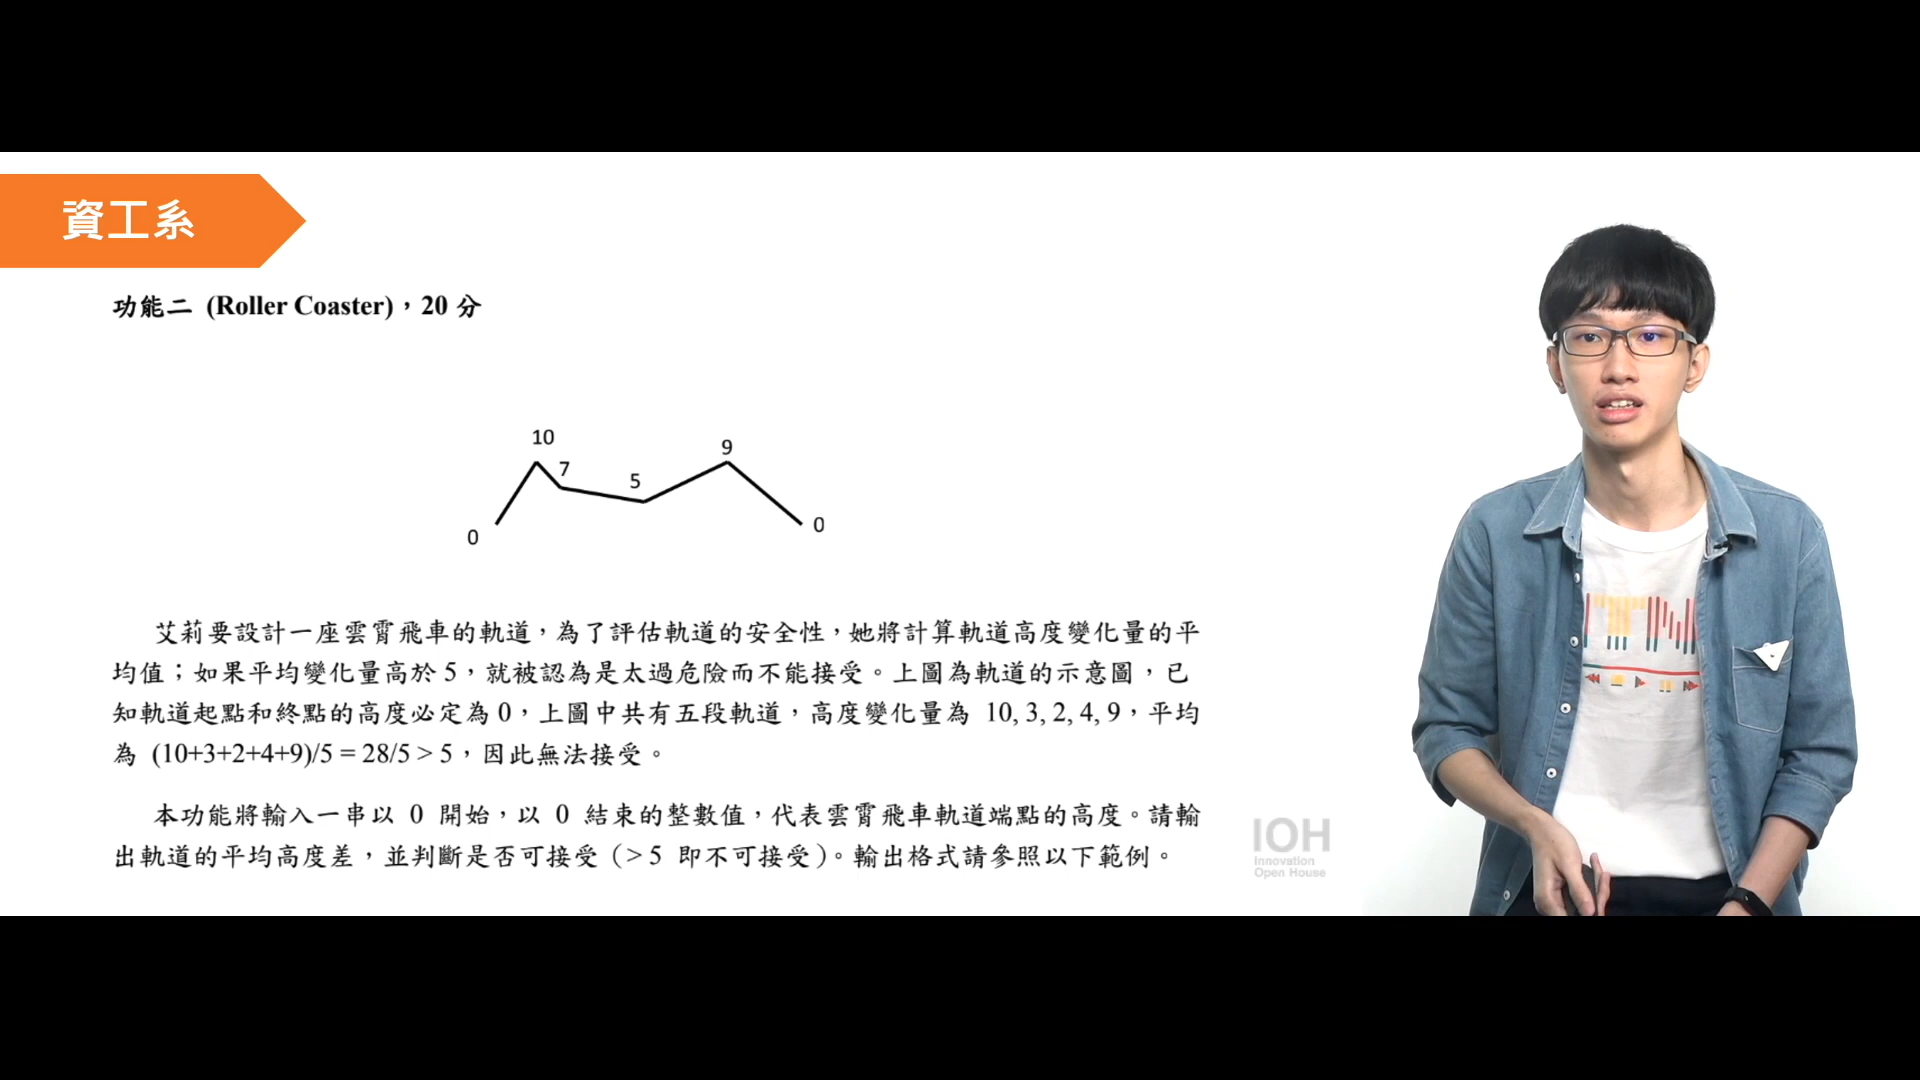 資工系
功能二 (Roller Coaster),20 分
10
7
5
9
0
0
艾莉要設計一座雲霄飛車的軌道,為了評估軌道的安全性,她將計算軌道高度變化量的平
均值;如果平均變化量高於 5,就被認為是太過危險而不能接受。上圖為軌道的示意圖,已
知軌道起點和終點的高度必定為 0,上圖中共有五段軌道,高度變化量為 10, 3, 2, 4, 9,平均
為 (10+3+2+4+9)/5 = 28/5 > 5,因此無法接受。
本功能將輸入一串以 0 開始,以 0 結束的整數值,代表雲霄飛車軌道端點的高度。請輸
出軌道的平均高度差,並判斷是否可接受(> 5 即不可接受)。輸出格式請參照以下範例。
IOH
Innovation
Open House